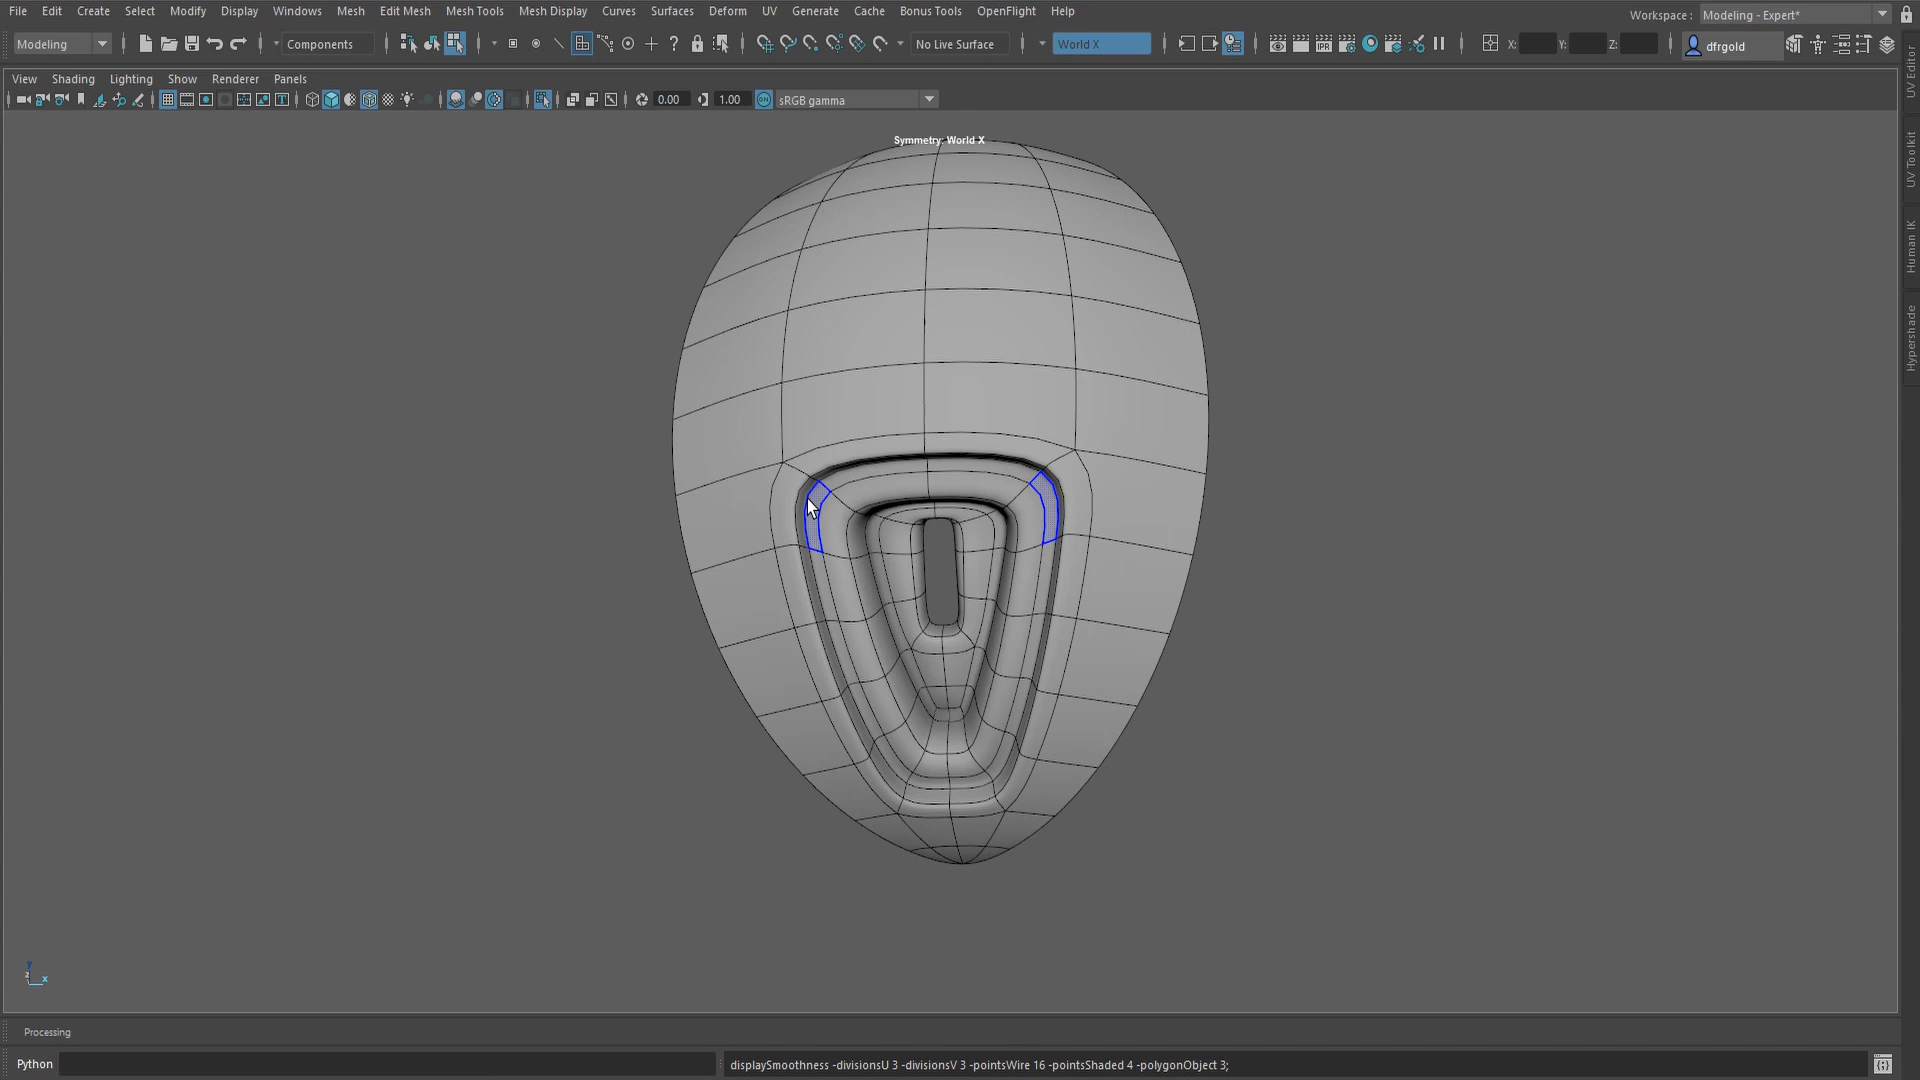 File Edit Create Select Modify Display Windows Mesh Edit Mesh Mesh Tools Mesh Display Curves Surfaces Deform UV Generate Cache Bonus Tools OpenFlight Help
Workspace : Modeling - Expert*
Modeling Components No Live Surface World X X: Y: Z: dfrgold
View Shading Lighting Show Renderer Panels
0.00 1.00 ON sRGB gamma
Symmetry: World X
UV Editor
UV Toolkit
Human IK
Hypershade
y
z x
Processing
Python displaySmoothness -divisionsU 3 -divisionsV 3 -pointsWire 16 -pointsShaded 4 -polygonObject 3;